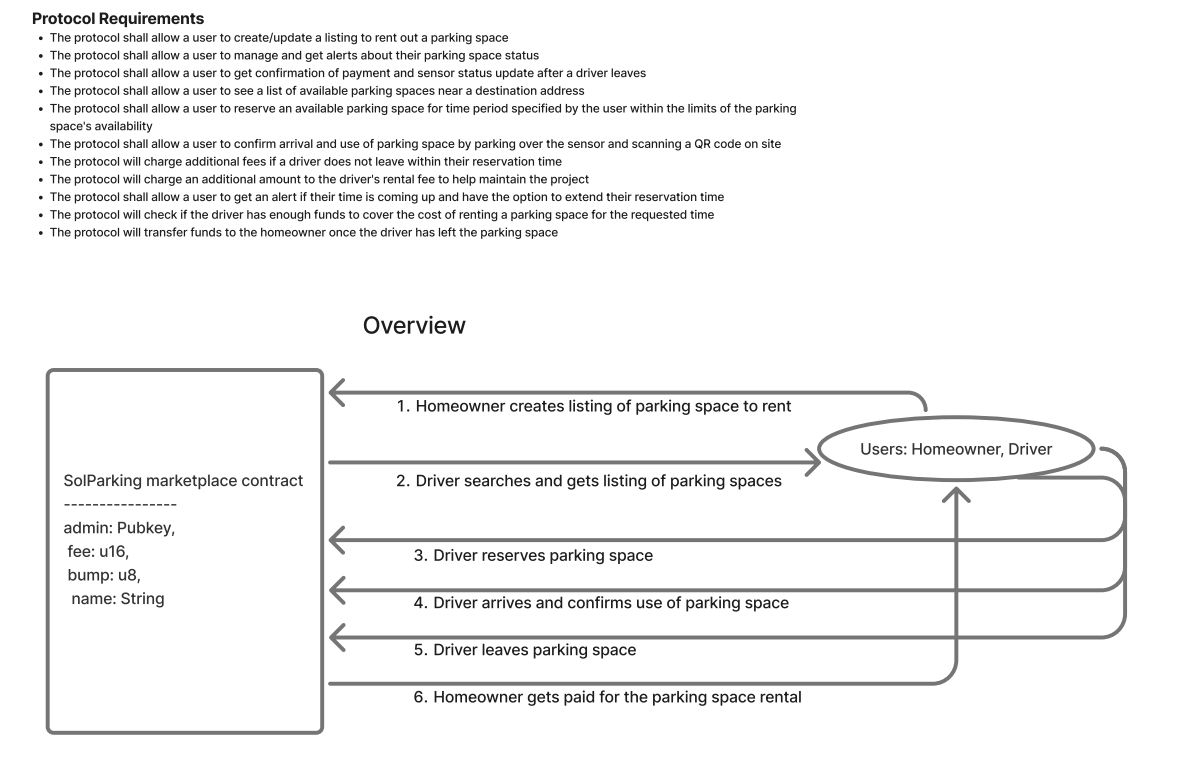 Protocol Requirements
• The protocol shall allow a user to create/update a listing to rent out a parking space
• The protocol shall allow a user to manage and get alerts about their parking space status
• The protocol shall allow a user to get confirmation of payment and sensor status update after a driver leaves
• The protocol shall allow a user to see a list of available parking spaces near a destination address
• The protocol shall allow a user to reserve an available parking space for time period specified by the user within the limits of the parking
space's availability
• The protocol shall allow a user to confirm arrival and use of parking space by parking over the sensor and scanning a QR code on site
• The protocol will charge additional fees if a driver does not leave within their reservation time
• The protocol will charge an additional amount to the driver's rental fee to help maintain the project
• The protocol shall allow a user to get an alert if their time is coming up and have the option to extend their reservation time
• The protocol will check if the driver has enough funds to cover the cost of renting a parking space for the requested time
• The protocol will transfer funds to the homeowner once the driver has left the parking space
Overview
SolParking marketplace contract
----------------
admin: Pubkey,
fee: u16,
bump: u8,
name: String
1. Homeowner creates listing of parking space to rent
Users: Homeowner, Driver
2. Driver searches and gets listing of parking spaces
3. Driver reserves parking space
4. Driver arrives and confirms use of parking space
5. Driver leaves parking space
6. Homeowner gets paid for the parking space rental